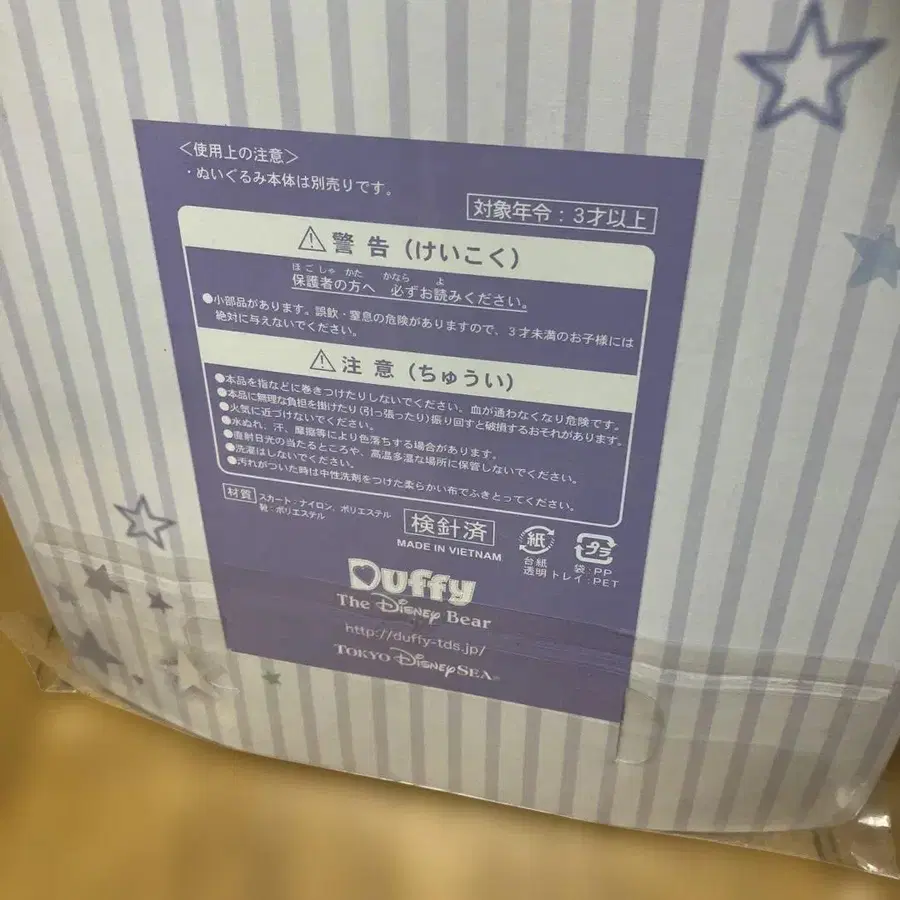 ＜使用上の注意＞
・ぬいぐるみ本体は別売りです。
対象年令：3才以上
警告（けいこく）
ほごしゃ かた かなら よ
保護者の方へ 必ずお読みください。
●小部品があります。誤飲・窒息の危険がありますので、3才未満のお子様には
絶対に与えないでください。
注意（ちゅうい）
●本品を指などに巻きつけたりしないでください。血が通わなくなり危険です。
●本品に無理な負担を掛けたり（引っ張ったり）振り回すと破損するおそれがあります。
●火気に近づけないでください。
●水ぬれ、汗、摩擦等により色落ちする場合があります。
●直射日光の当たるところや、高温多湿な場所に保管しないでください。
●洗濯はしないでください。
●汚れがついた時は中性洗剤をつけた柔らかい布でふきとってください。
材質 スカート：ナイロン、ポリエステル
靴：ポリエステル
検針済
MADE IN VIETNAM
紙
台紙
プラ
袋：PP
透明トレイ：PET
Duffy
The Disney Bear
http://duffy-tds.jp/
TOKYO DISNEYSEA®